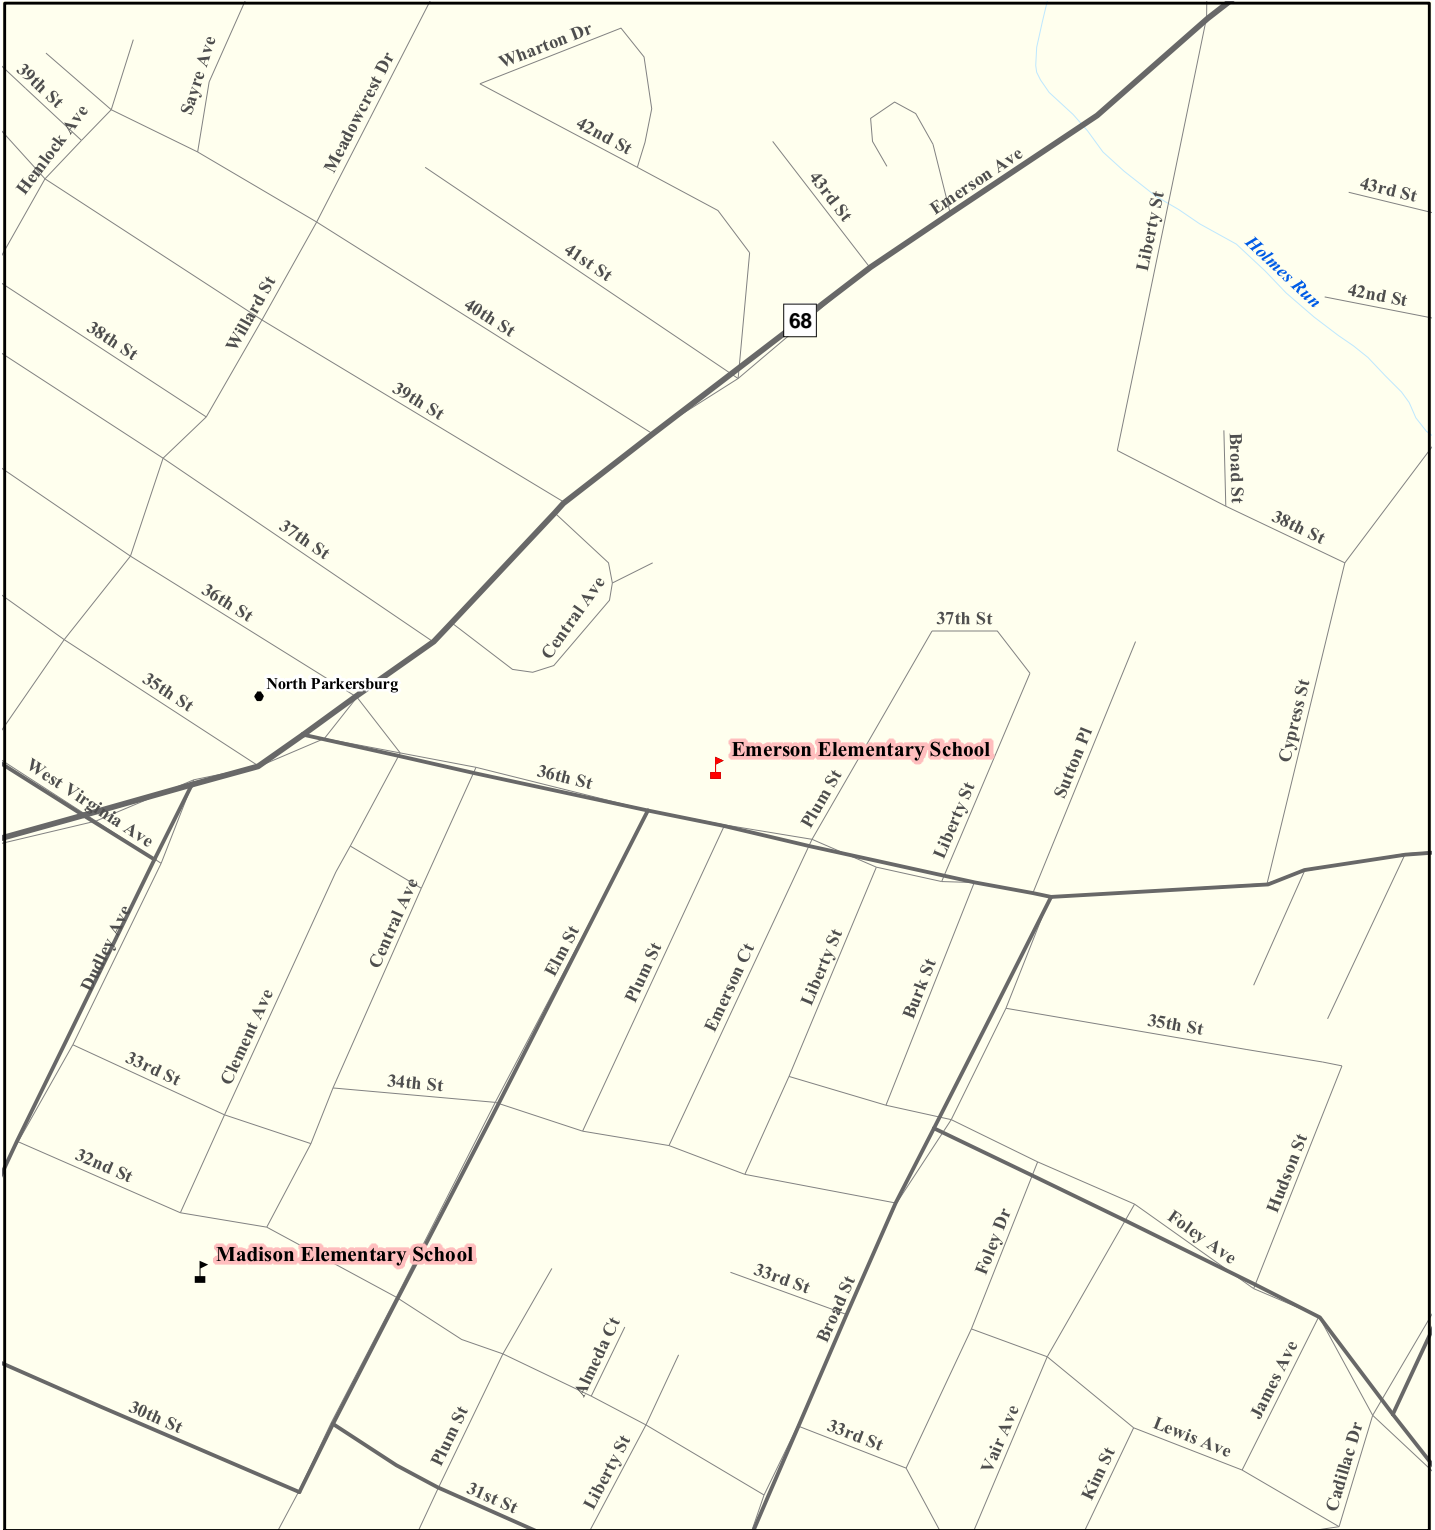 Wharton Dr
39th St
Sayre Ave
Meadowcrest Dr
Hemlock Ave
42nd St
43rd St
Emerson Ave
43rd St
Liberty St
41st St
Holmes Run
42nd St
Willard St
40th St
68
38th St
39th St
Broad St
38th St
37th St
36th St
Central Ave
37th St
35th St
North Parkersburg
Cypress St
Emerson Elementary School
Sutton Pl
36th St
West Virginia Ave
Plum St
Liberty St
Central Ave
Dudley Ave
Elm St
Plum St
Emerson Ct
Liberty St
Burk St
Clement Ave
35th St
33rd St
34th St
32nd St
Hudson St
Foley Dr
Foley Ave
Madison Elementary School
33rd St
Broad St
Almeda Ct
James Ave
30th St
Plum St
33rd St
Vair Ave
Lewis Ave
Liberty St
Kim St
Cadillac Dr
31st St